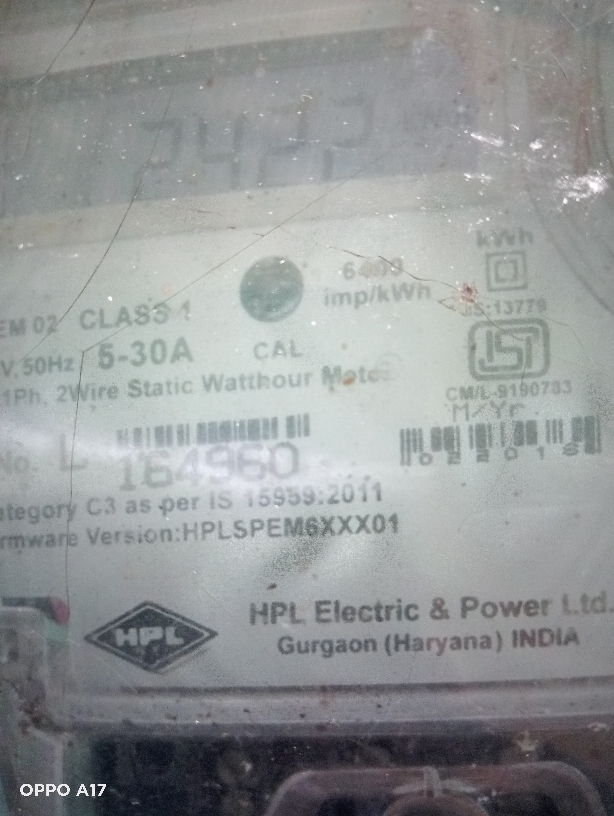 2422
kWh
6400
imp/kWh
EM 02 CLASS 1
IS:13779
V, 50Hz 5-30A CAL
1Ph, 2Wire Static Watthour Meter
CM/L-9190783
M/Yr.
No. L 164960
022016
ategory C3 as per IS 15959:2011
rmware Version:HPLSPEM6XXX01
HPL
HPL Electric & Power Ltd.
Gurgaon (Haryana) INDIA
OPPO A17